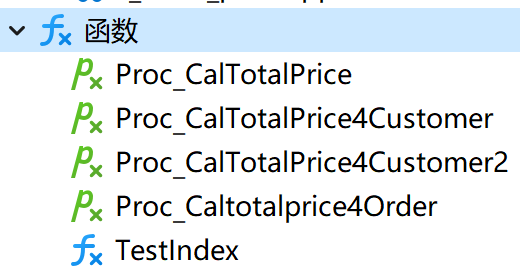 函数
Proc_CalTotalPrice
Proc_CalTotalPrice4Customer
Proc_CalTotalPrice4Customer2
Proc_Caltotalprice4Order
TestIndex